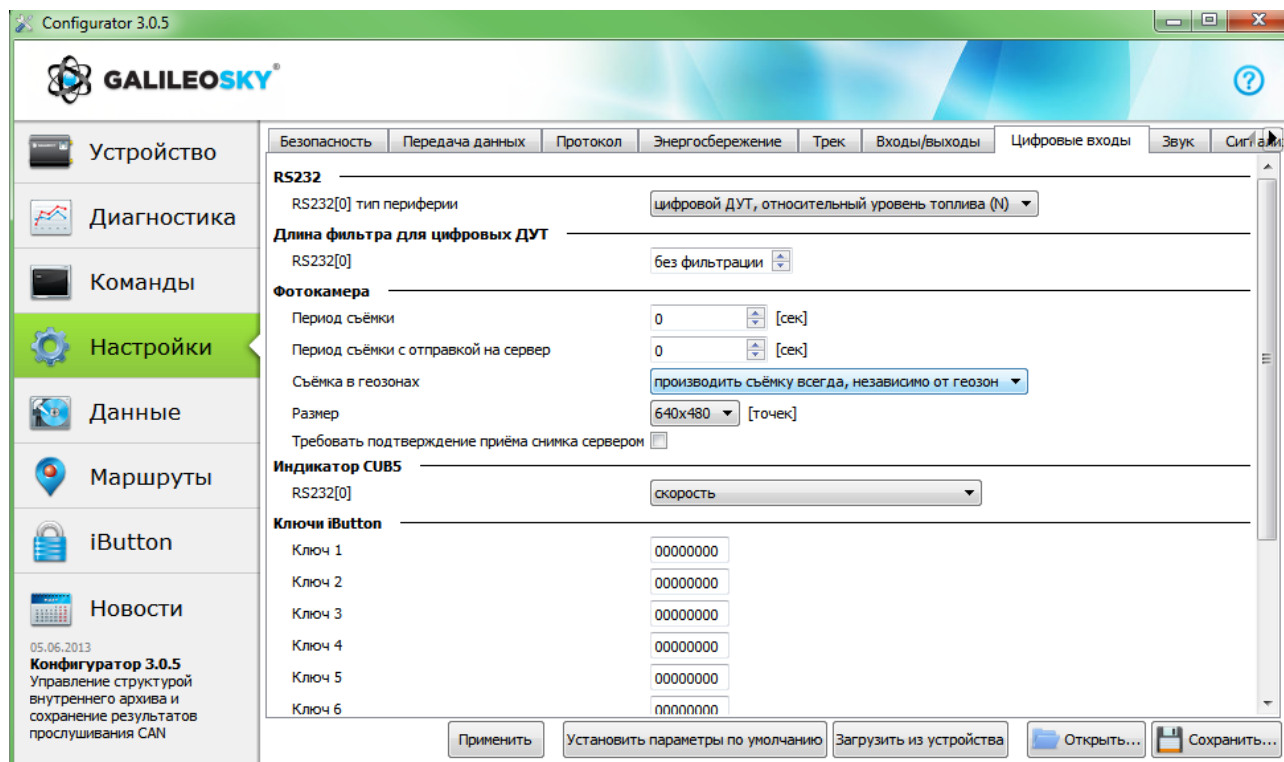 Configurator 3.0.5
GALILEOSKY®
Устройство
Диагностика
Команды
Настройки
Данные
Маршруты
iButton
Новости
05.06.2013
Конфигуратор 3.0.5
Управление структурой
внутреннего архива и
сохранение результатов
прослушивания CAN
Безопасность Передача данных Протокол Энергосбережение Трек Входы/выходы Цифровые входы Звук
RS232
RS232[0] тип периферии цифровой ДУТ, относительный уровень топлива (N)
Длина фильтра для цифровых ДУТ
RS232[0] без фильтрации
Фотокамера
Период съёмки 0 [сек]
Период съёмки с отправкой на сервер 0 [сек]
Съёмка в геозонах производить съёмку всегда, независимо от геозон
Размер 640x480 [точек]
Требовать подтверждение приёма снимка сервером
Индикатор CUB5
RS232[0] скорость
Ключи iButton
Ключ 1 00000000
Ключ 2 00000000
Ключ 3 00000000
Ключ 4 00000000
Ключ 5 00000000
Ключ 6 00000000
Применить Установить параметры по умолчанию Загрузить из устройства Открыть... Сохранить...